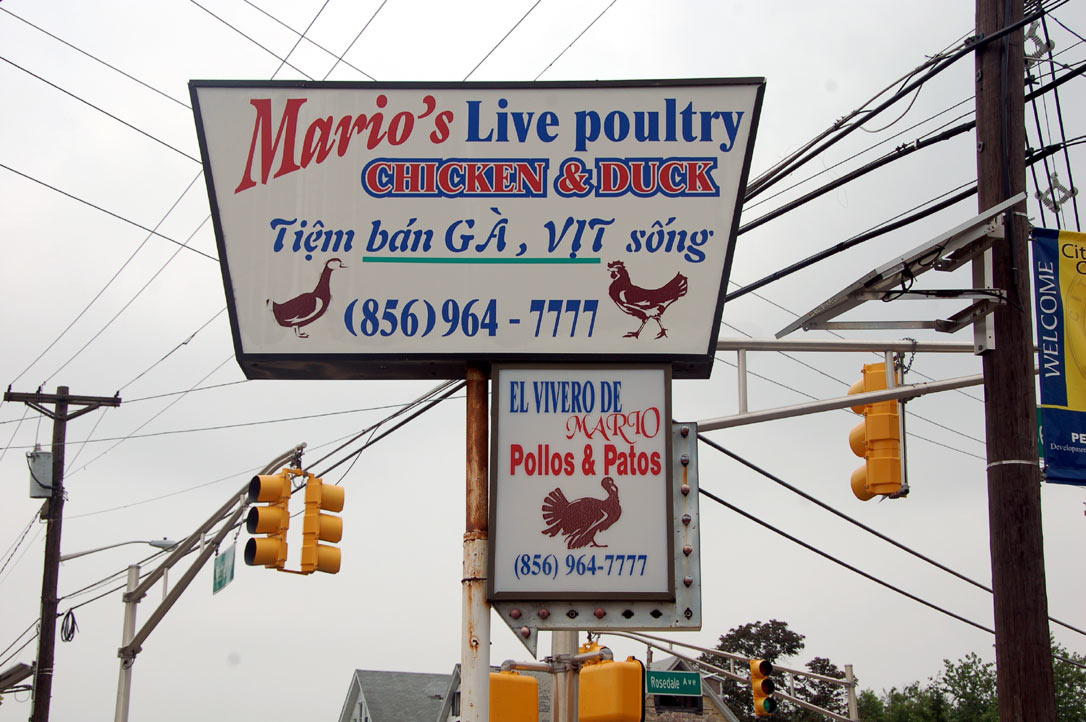 Mario's Live poultry
CHICKEN & DUCK
Tiệm bán GÀ, VỊT sống
(856) 964 - 7777
EL VIVERO DE
MARIO
Pollos & Patos
(856) 964-7777
WELCOME
Rosedale Ave